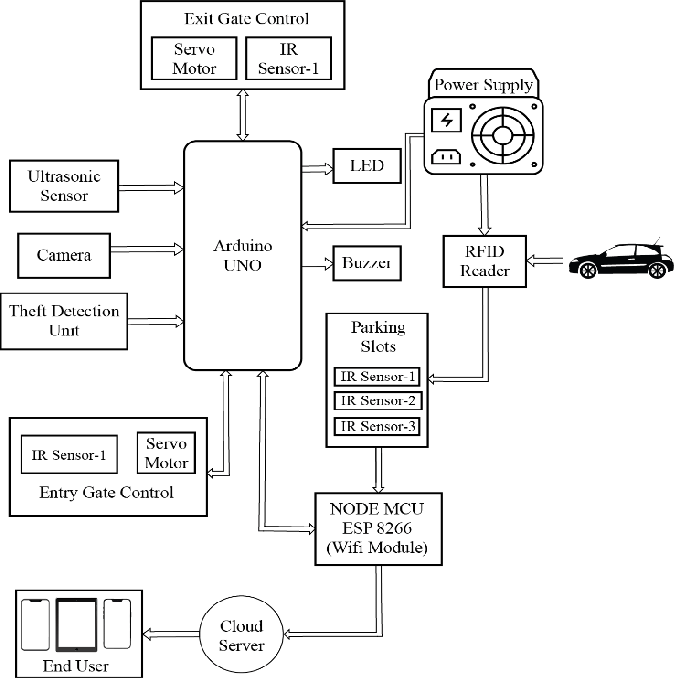 Exit Gate Control
Servo
Motor
IR
Sensor-1
Power Supply
Ultrasonic
Sensor
LED
Camera
Arduino
UNO
Buzzer
RFID
Reader
Theft Detection
Unit
Parking
Slots
IR Sensor-1
IR Sensor-2
IR Sensor-3
IR Sensor-1
Servo
Motor
Entry Gate Control
NODE MCU
ESP 8266
(Wifi Module)
Cloud
Server
End User